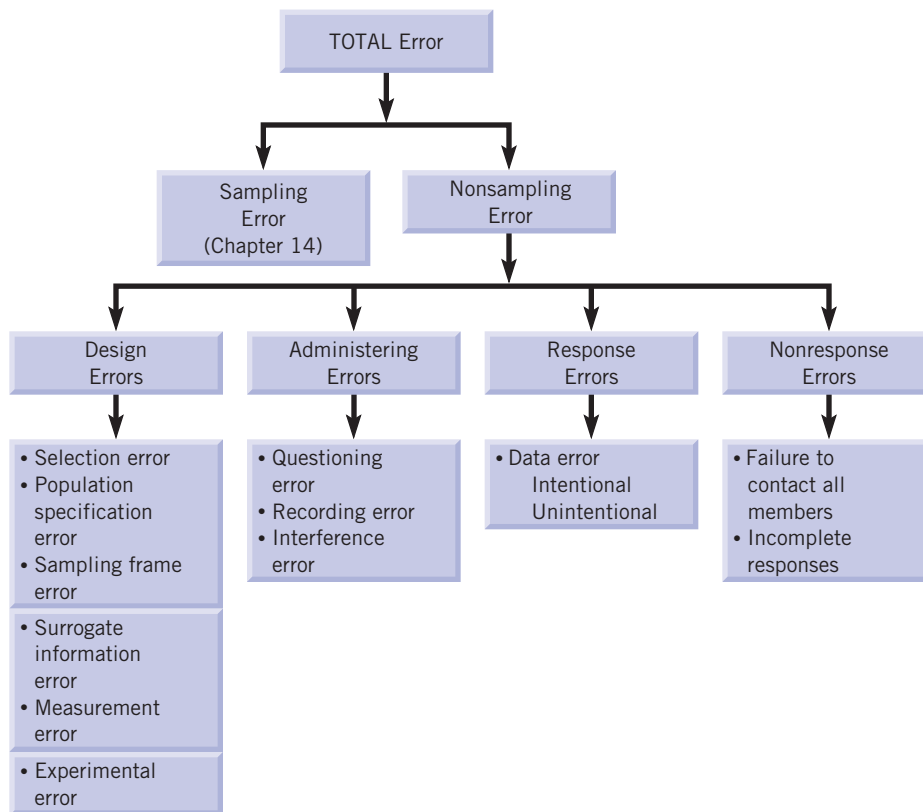 TOTAL Error
Sampling
Error
(Chapter 14)
Nonsampling
Error
Design
Errors
Administering
Errors
Response
Errors
Nonresponse
Errors
• Selection error
• Population
specification
error
• Sampling frame
error
• Surrogate
information
error
• Measurement
error
• Experimental
error
• Questioning
error
• Recording error
• Interference
error
• Data error
Intentional
Unintentional
• Failure to
contact all
members
• Incomplete
responses